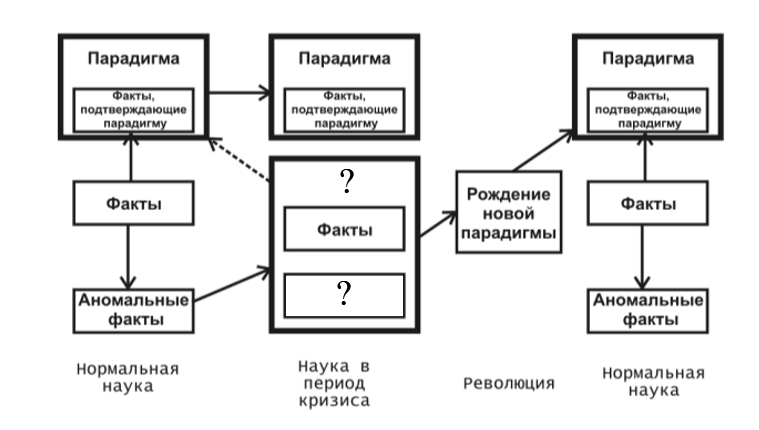 Парадигма
Факты,
подтверждающие
парадигму
Факты
Аномальные
факты
Нормальная
наука
Парадигма
Факты,
подтверждающие
парадигму
?
Факты
?
Наука в
период
кризиса
Рождение
новой
парадигмы
Революция
Парадигма
Факты,
подтверждающие
парадигму
Факты
Аномальные
факты
Нормальная
наука